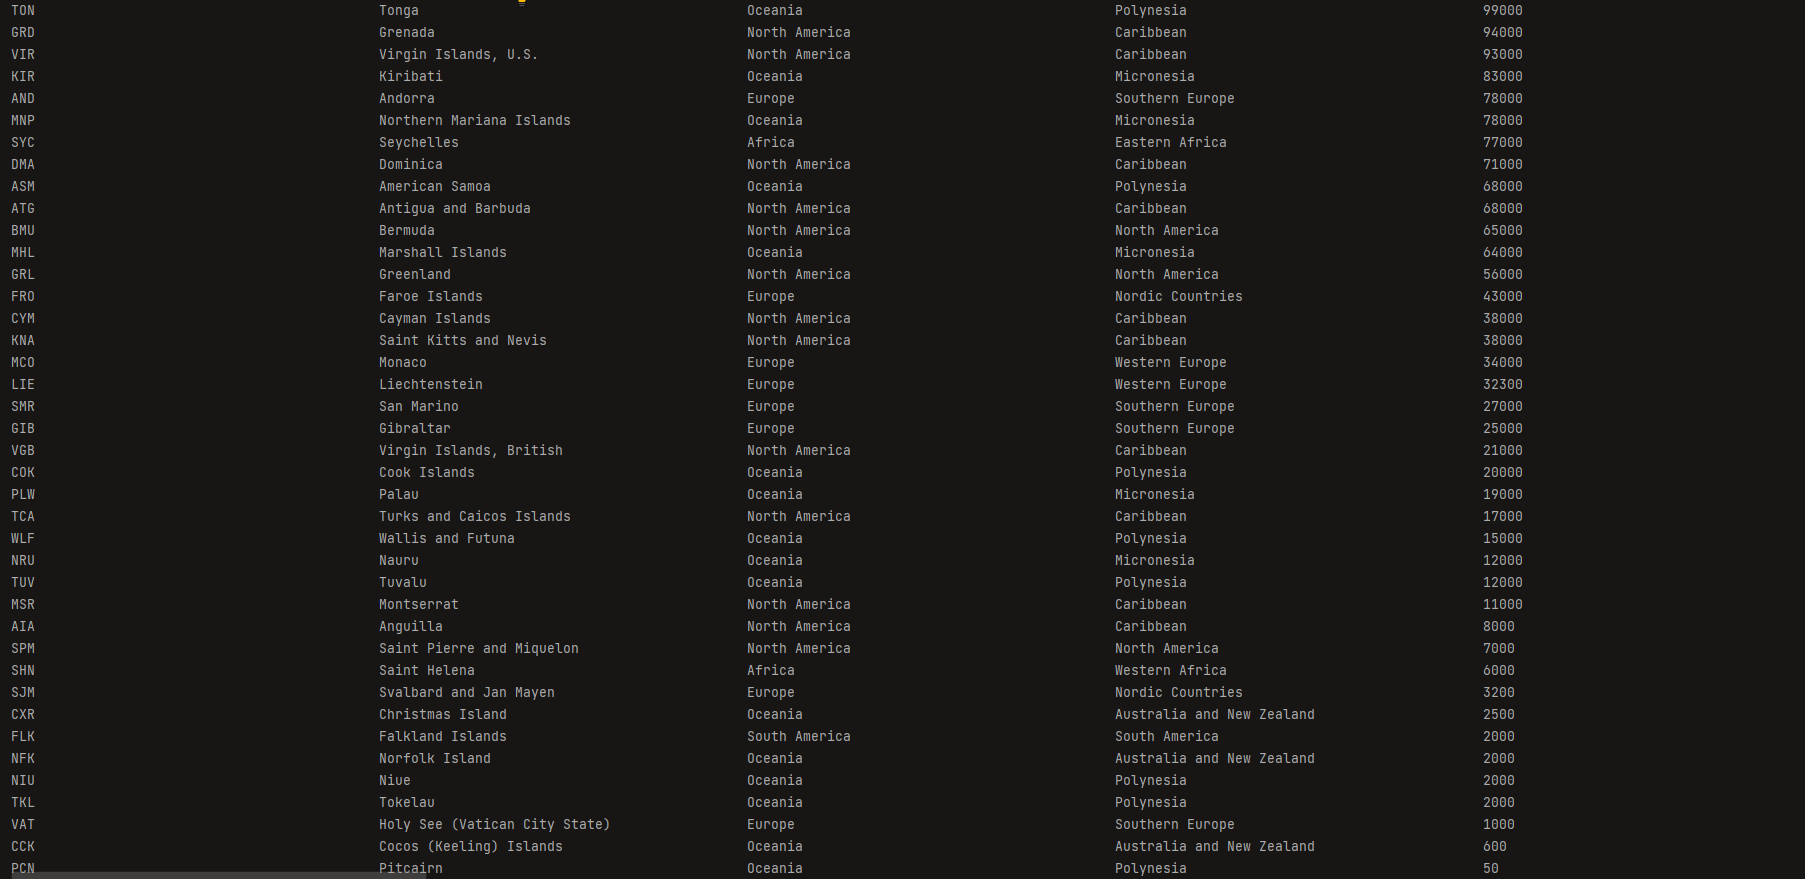 TON Tonga Oceania Polynesia 99000
GRD Grenada North America Caribbean 94000
VIR Virgin Islands, U.S. North America Caribbean 93000
KIR Kiribati Oceania Micronesia 83000
AND Andorra Europe Southern Europe 78000
MNP Northern Mariana Islands Oceania Micronesia 78000
SYC Seychelles Africa Eastern Africa 77000
DMA Dominica North America Caribbean 71000
ASM American Samoa Oceania Polynesia 68000
ATG Antigua and Barbuda North America Caribbean 68000
BMU Bermuda North America North America 65000
MHL Marshall Islands Oceania Micronesia 64000
GRL Greenland North America North America 56000
FRO Faroe Islands Europe Nordic Countries 43000
CYM Cayman Islands North America Caribbean 38000
KNA Saint Kitts and Nevis North America Caribbean 38000
MCO Monaco Europe Western Europe 34000
LIE Liechtenstein Europe Western Europe 32300
SMR San Marino Europe Southern Europe 27000
GIB Gibraltar Europe Southern Europe 25000
VGB Virgin Islands, British North America Caribbean 21000
COK Cook Islands Oceania Polynesia 20000
PLW Palau Oceania Micronesia 19000
TCA Turks and Caicos Islands North America Caribbean 17000
WLF Wallis and Futuna Oceania Polynesia 15000
NRU Nauru Oceania Micronesia 12000
TUV Tuvalu Oceania Polynesia 12000
MSR Montserrat North America Caribbean 11000
AIA Anguilla North America Caribbean 8000
SPM Saint Pierre and Miquelon North America North America 7000
SHN Saint Helena Africa Western Africa 6000
SJM Svalbard and Jan Mayen Europe Nordic Countries 3200
CXR Christmas Island Oceania Australia and New Zealand 2500
FLK Falkland Islands South America South America 2000
NFK Norfolk Island Oceania Australia and New Zealand 2000
NIU Niue Oceania Polynesia 2000
TKL Tokelau Oceania Polynesia 2000
VAT Holy See (Vatican City State) Europe Southern Europe 1000
CCK Cocos (Keeling) Islands Oceania Australia and New Zealand 600
PCN Pitcairn Oceania Polynesia 50